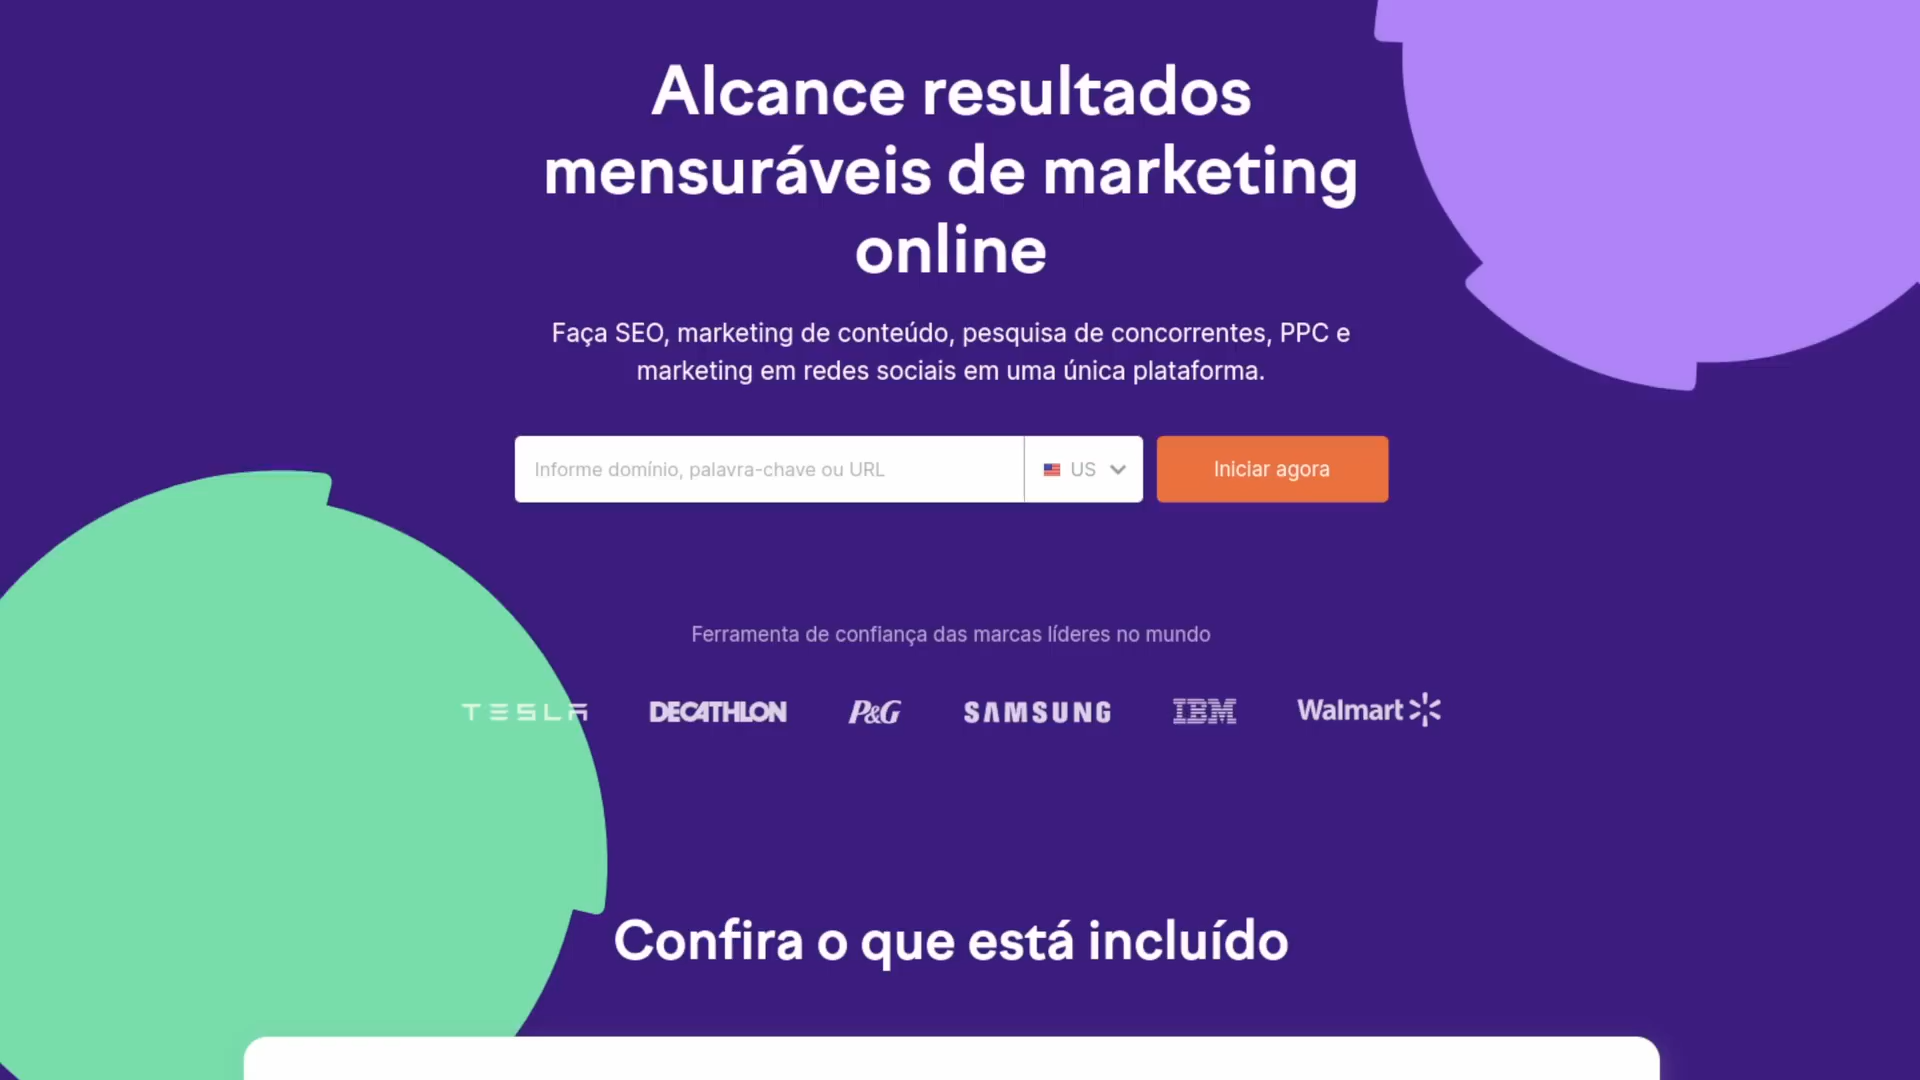 Alcance resultados
mensuráveis de marketing
online
Faça SEO, marketing de conteúdo, pesquisa de concorrentes, PPC e
marketing em redes sociais em uma única plataforma.
Informe domínio, palavra-chave ou URL
US
Iniciar agora
Ferramenta de confiança das marcas líderes no mundo
TESLA DECATHLON P&G SAMSUNG IBM Walmart
Confira o que está incluído